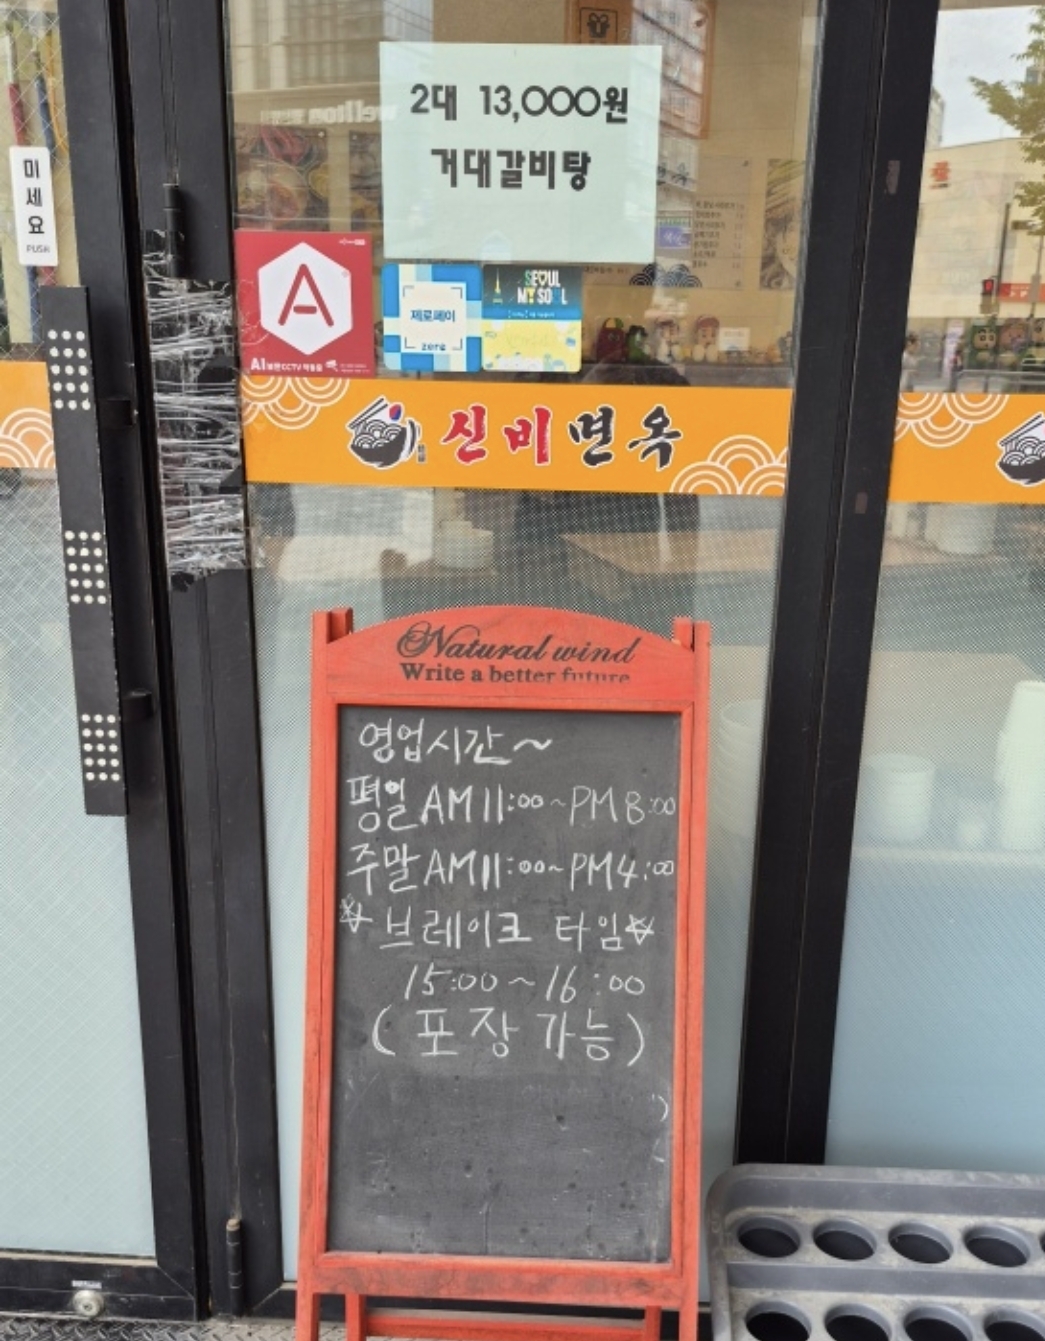 2대 13,000원
거대갈비탕
미세요
PUSH
A
제로페이
zero
SEOUL
MY SOUL
신비면옥
Natural wind
Write a better future
영업시간~
평일 AM 11:00~PM 8:00
주말 AM 11:00~PM 4:00
브레이크 타임
15:00~16:00
(포장 가능)